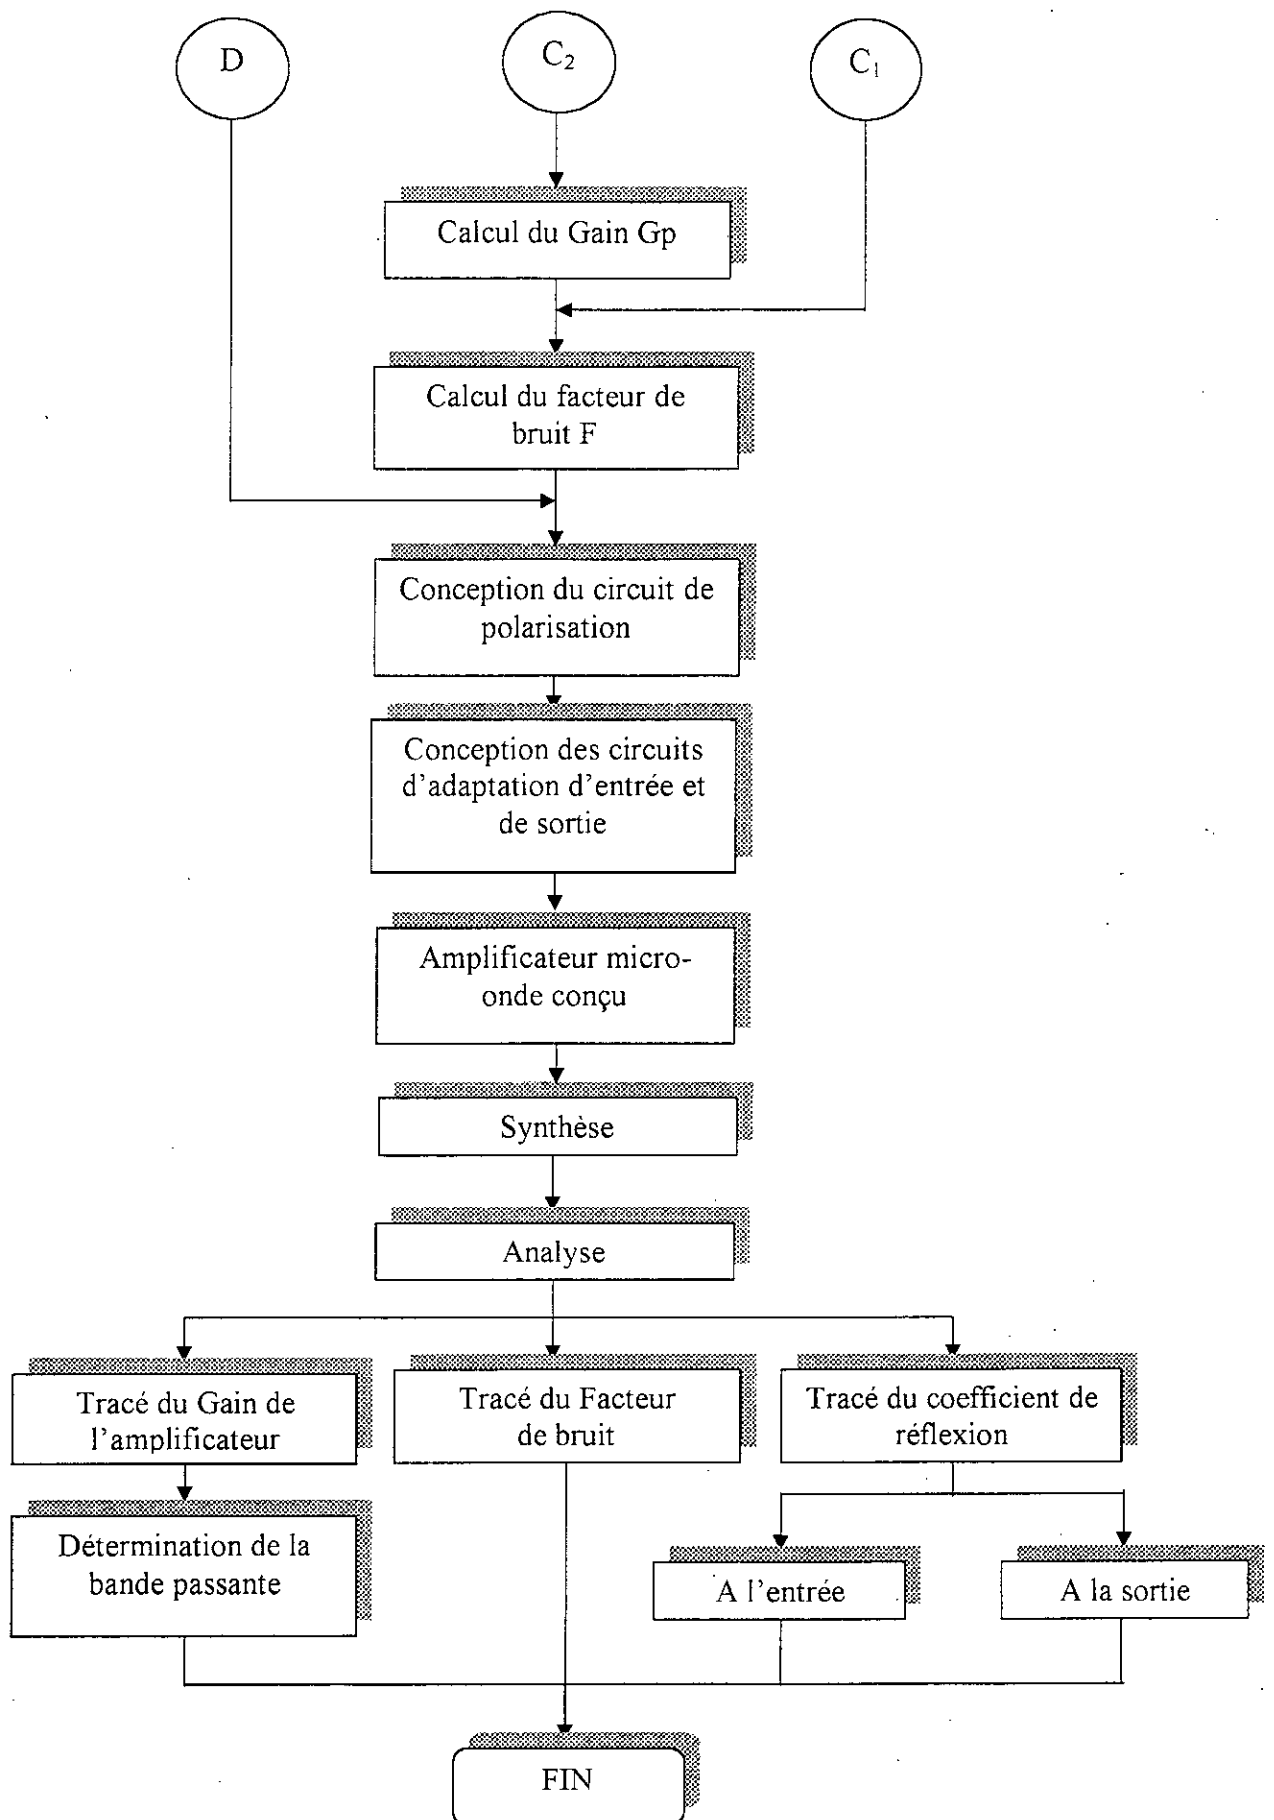 D
C₂
C₁
Calcul du Gain Gp
Calcul du facteur de
bruit F
Conception du circuit de
polarisation
Conception des circuits
d’adaptation d’entrée et
de sortie
Amplificateur micro-
onde conçu
Synthèse
Analyse
Tracé du Gain de
l’amplificateur
Tracé du Facteur
de bruit
Tracé du coefficient de
réflexion
Détermination de la
bande passante
A l’entrée
A la sortie
FIN